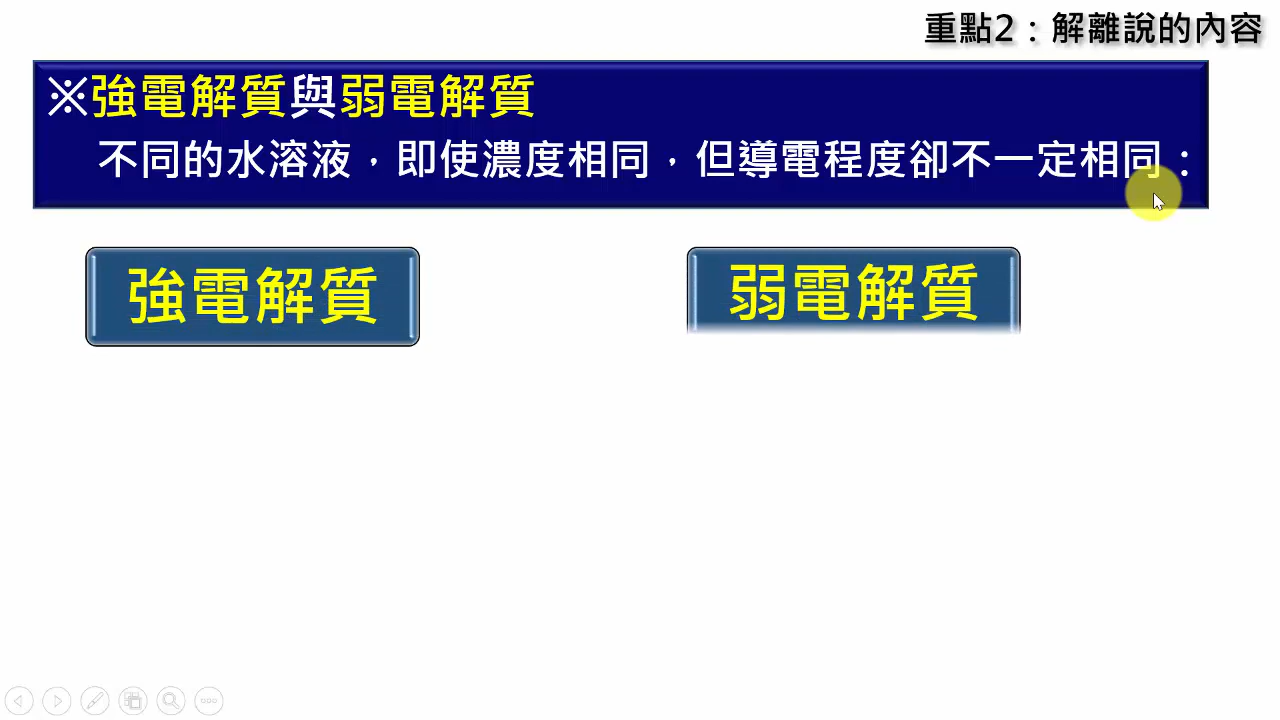 重點2：解離說的內容
※強電解質與弱電解質
不同的水溶液，即使濃度相同，但導電程度卻不一定相同：
強電解質
弱電解質